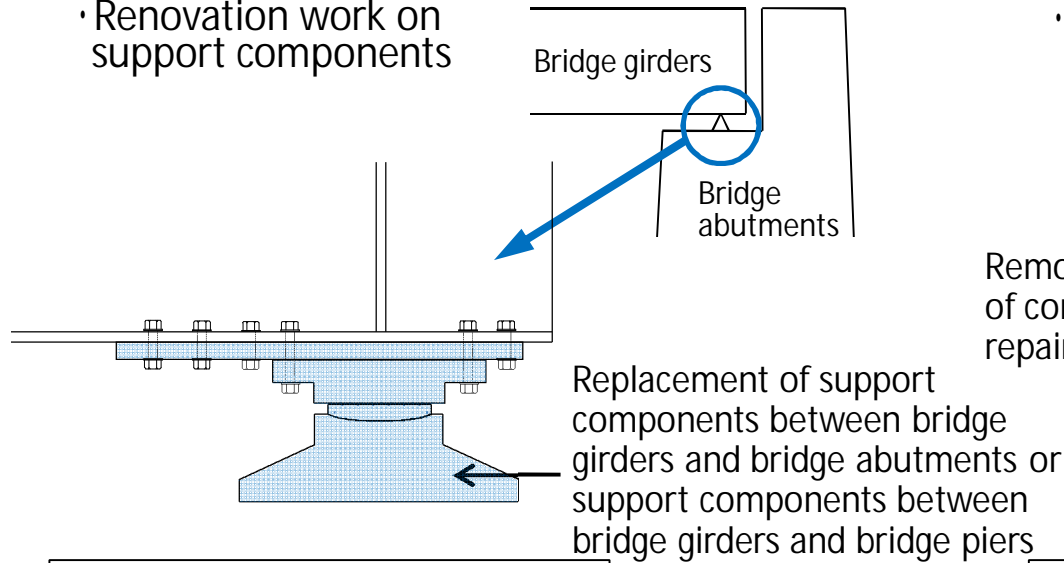 ・Renovation work on
support components
・
Bridge girders
Bridge
abutments
Replacement of support
components between bridge
girders and bridge abutments or
support components between
bridge girders and bridge piers
of